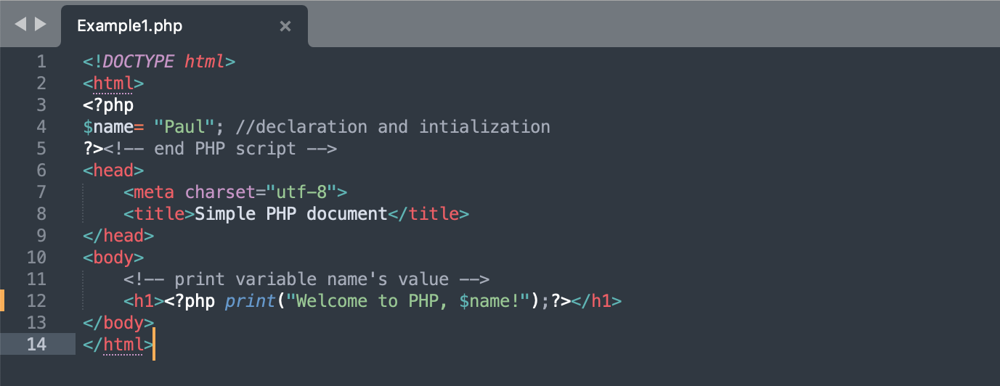 Example1.php ×
1 <!DOCTYPE html>
2 <html>
3 <?php
4 $name= "Paul"; //declaration and intialization
5 ?><!-- end PHP script -->
6 <head>
7     <meta charset="utf-8">
8     <title>Simple PHP document</title>
9 </head>
10 <body>
11     <!-- print variable name's value -->
12     <h1><?php print("Welcome to PHP, $name!");?></h1>
13 </body>
14 </html>